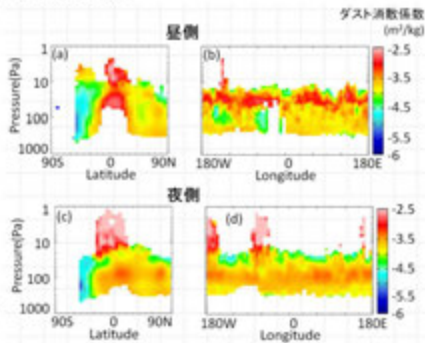 ダスト消散係数
(m²/kg)
昼側
(a)
(b)
Pressure(Pa)
1
10
100
1000
90S 0 90N
Latitude
180W 0 180E
Longitude
-2.5
-3.5
-4.5
-5.5
-6
夜側
(c)
(d)
Pressure(Pa)
1
10
100
1000
90S 0 90N
Latitude
180W 0 180E
Longitude
-2.5
-3.5
-4.5
-5.5
-6